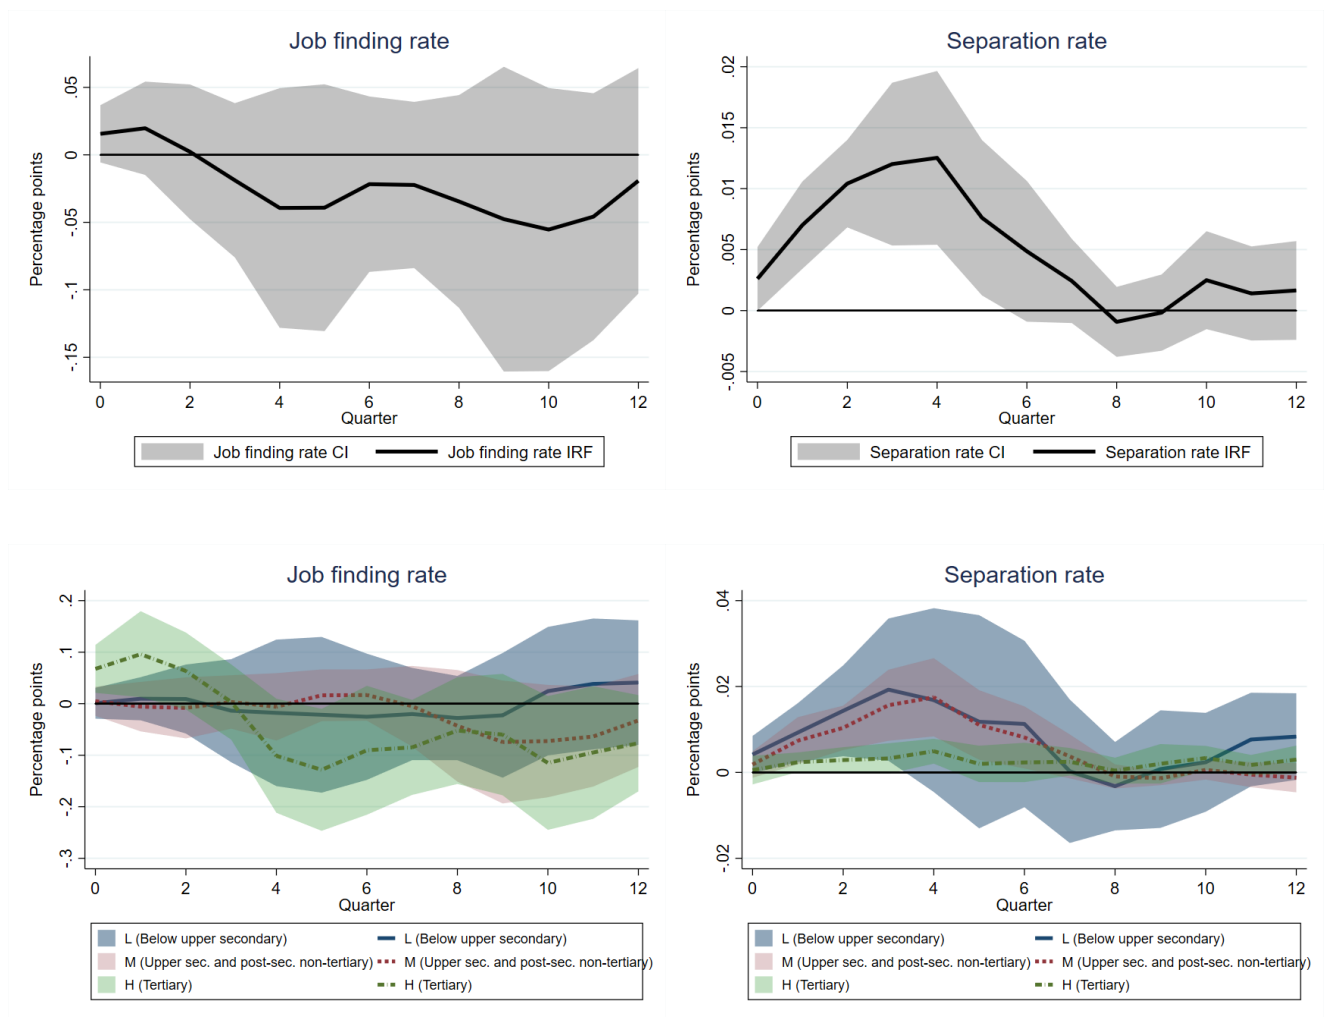 Job finding rate
Percentage points
.05
0
-.05
-.1
-.15
0 2 4 6 8 10 12
Quarter
Job finding rate CI Job finding rate IRF
Separation rate
Percentage points
.02
.015
.01
.005
0
-.005
0 2 4 6 8 10 12
Quarter
Separation rate CI Separation rate IRF
Job finding rate
Percentage points
.2
.1
0
-.1
-.2
-.3
0 2 4 6 8 10 12
Quarter
L (Below upper secondary) L (Below upper secondary)
M (Upper sec. and post-sec. non-tertiary) M (Upper sec. and post-sec. non-tertiary)
H (Tertiary) H (Tertiary)
Separation rate
Percentage points
.04
.02
0
-.02
0 2 4 6 8 10 12
Quarter
L (Below upper secondary) L (Below upper secondary)
M (Upper sec. and post-sec. non-tertiary) M (Upper sec. and post-sec. non-tertiary)
H (Tertiary) H (Tertiary)